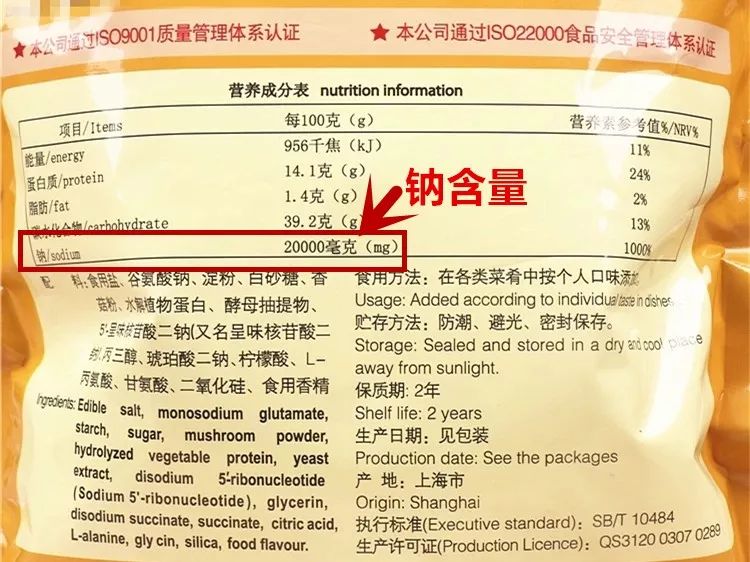 ★本公司通过ISO9001质量管理体系认证
★本公司通过ISO22000食品安全管理体系认证
营养成分表 nutrition information
项目/Items 每100克(g) 营养素参考值%/NRV%
能量/energy 956千焦(kJ) 11%
蛋白质/protein 14.1克(g) 24%
脂肪/fat 1.4克(g) 2%
碳水化合物/carbohydrate 39.2克(g) 13%
钠/sodium 20000毫克(mg) 1000%
钠含量
配 料:食用盐、谷氨酸钠、淀粉、白砂糖、香
菇粉、水解植物蛋白、酵母抽提物、
5'-呈味核苷酸二钠(又名呈味核苷酸二
钠)、丙三醇、琥珀酸二钠、柠檬酸、L-
丙氨酸、甘氨酸、二氧化硅、食用香精
Ingredients: Edible salt, monosodium glutamate,
starch, sugar, mushroom powder,
hydrolyzed vegetable protein, yeast
extract, disodium 5'-ribonucleotide
(Sodium 5'-ribonucleotide), glycerin,
disodium succinate, succinate, citric acid,
L-alanine, gly cin, silica, food flavour.
食用方法：在各类菜肴中按个人口味添加
Usage: Added according to individual taste in dishes
贮存方法：防潮、避光、密封保存。
Storage: Sealed and stored in a dry and cool place
away from sunlight.
保质期: 2年
Shelf life: 2 years
生产日期：见包装
Production date: See the packages
产 地：上海市
Origin: Shanghai
执行标准(Executive standard)：SB/T 10484
生产许可证(Production Licence)：QS3120 0307 0289